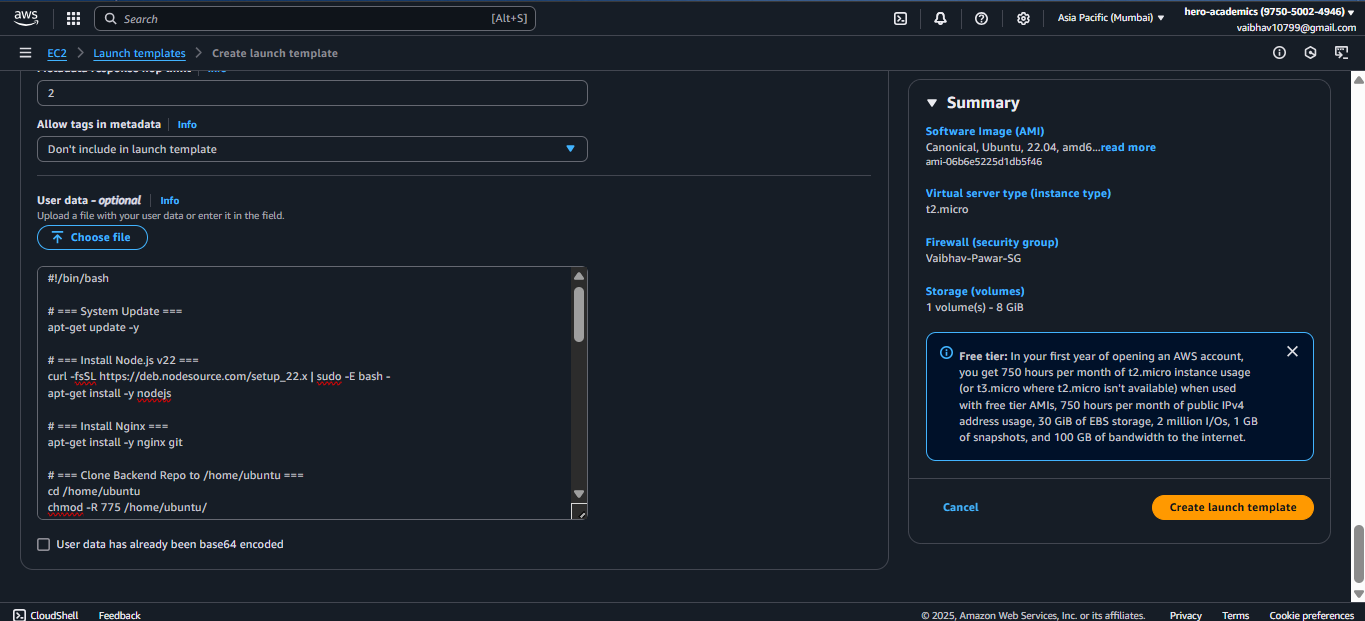 aws
Search
[Alt+S]
Asia Pacific (Mumbai)
hero-academics (9750-5002-4946)
vaibhav10799@gmail.com
EC2
Launch templates
Create launch template
2
Allow tags in metadata
Info
Don't include in launch template
User data - optional
Info
Upload a file with your user data or enter it in the field.
Choose file
#!/bin/bash
# === System Update ===
apt-get update -y
# === Install Node.js v22 ===
curl -fsSL https://deb.nodesource.com/setup_22.x | sudo -E bash -
apt-get install -y nodejs
# === Install Nginx ===
apt-get install -y nginx git
# === Clone Backend Repo to /home/ubuntu ===
cd /home/ubuntu
chmod -R 775 /home/ubuntu/
User data has already been base64 encoded
Summary
Software Image (AMI)
Canonical, Ubuntu, 22.04, amd6...read more
ami-06b6e5225d1db5f46
Virtual server type (instance type)
t2.micro
Firewall (security group)
Vaibhav-Pawar-SG
Storage (volumes)
1 volume(s) - 8 GiB
Free tier: In your first year of opening an AWS account,
you get 750 hours per month of t2.micro instance usage
(or t3.micro where t2.micro isn't available) when used
with free tier AMIs, 750 hours per month of public IPv4
address usage, 30 GiB of EBS storage, 2 million I/Os, 1 GB
of snapshots, and 100 GB of bandwidth to the internet.
Cancel
Create launch template
CloudShell
Feedback
© 2025, Amazon Web Services, Inc. or its affiliates.
Privacy
Terms
Cookie preferences